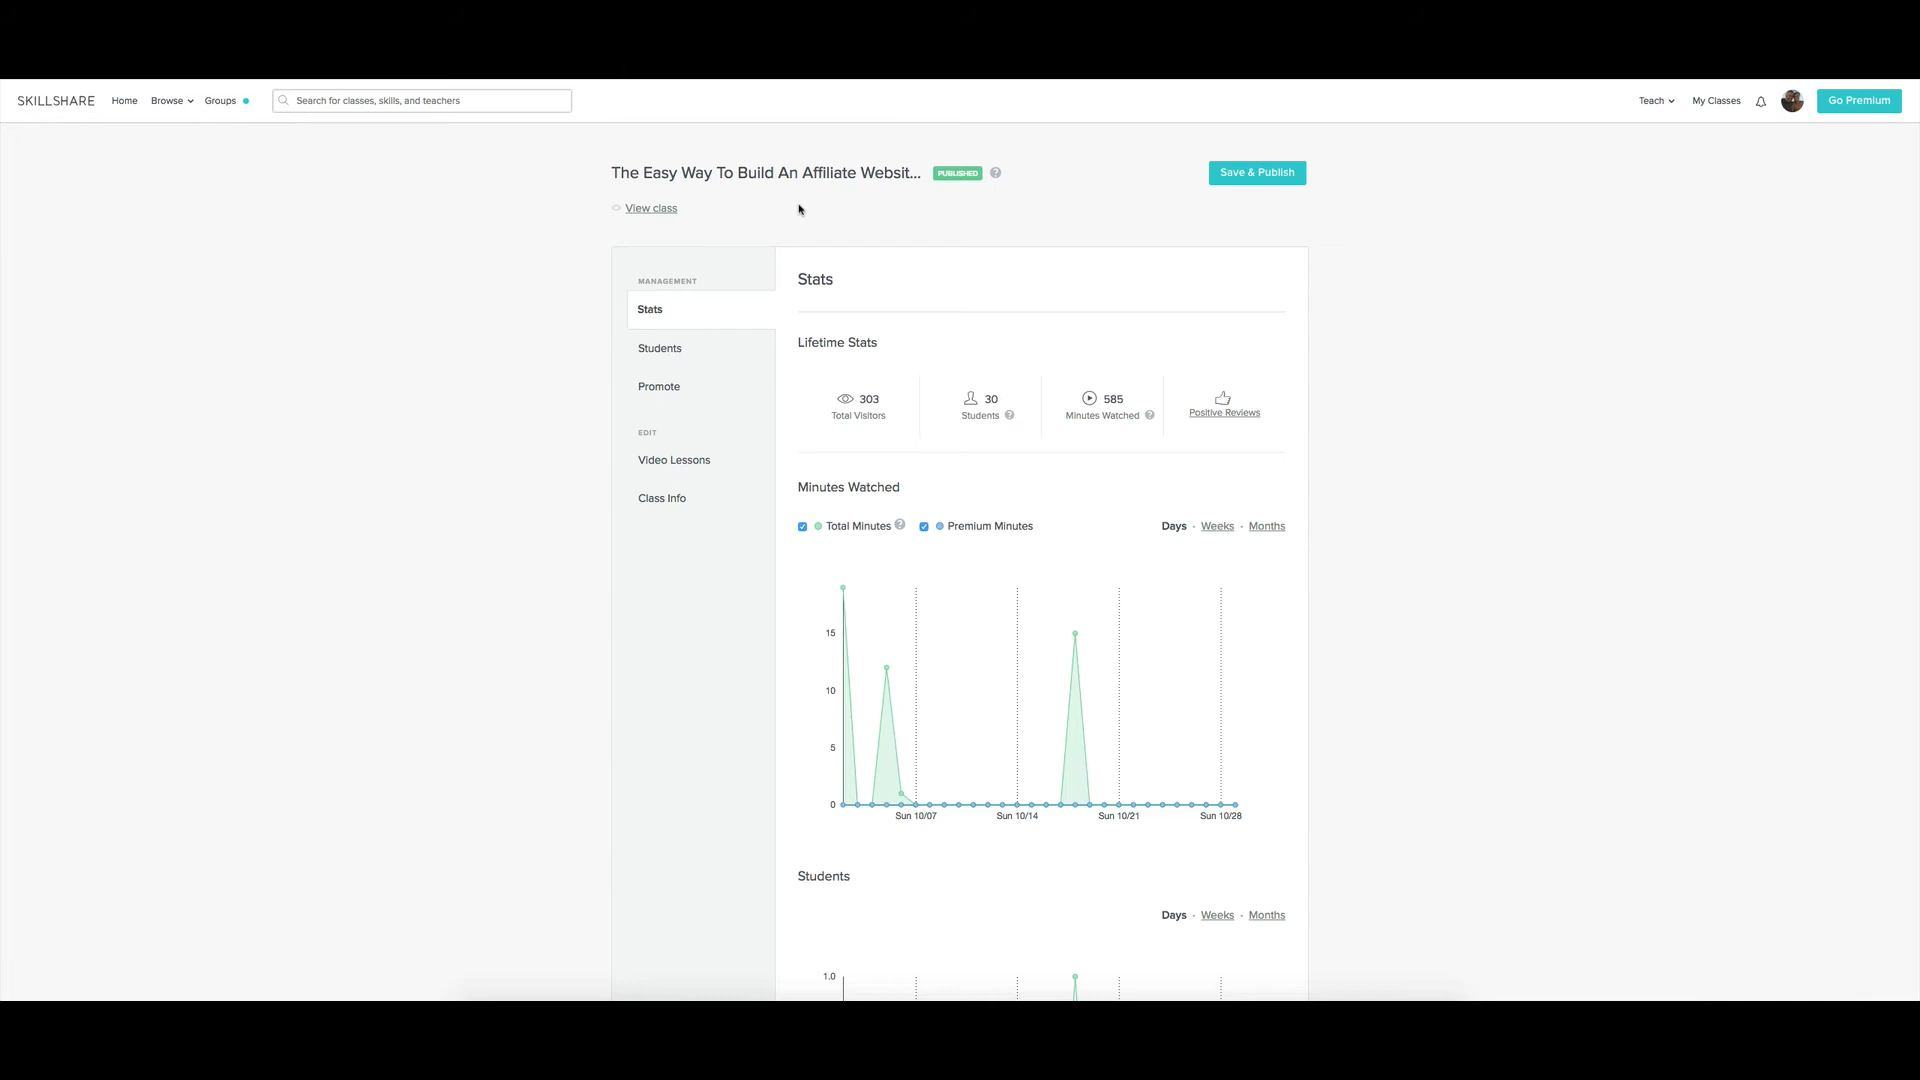 SKILLSHARE Home Browse Groups Search for classes, skills, and teachers Teach My Classes Go Premium
The Easy Way To Build An Affiliate Websit... PUBLISHED ? Save & Publish
View class
MANAGEMENT
Stats
Students
Promote
EDIT
Video Lessons
Class Info
Stats
Lifetime Stats
303 30 585
Total Visitors Students ? Minutes Watched ? Positive Reviews
Minutes Watched
Total Minutes ? Premium Minutes Days · Weeks · Months
15
10
5
0
Sun 10/07 Sun 10/14 Sun 10/21 Sun 10/28
Students
Days · Weeks · Months
1.0